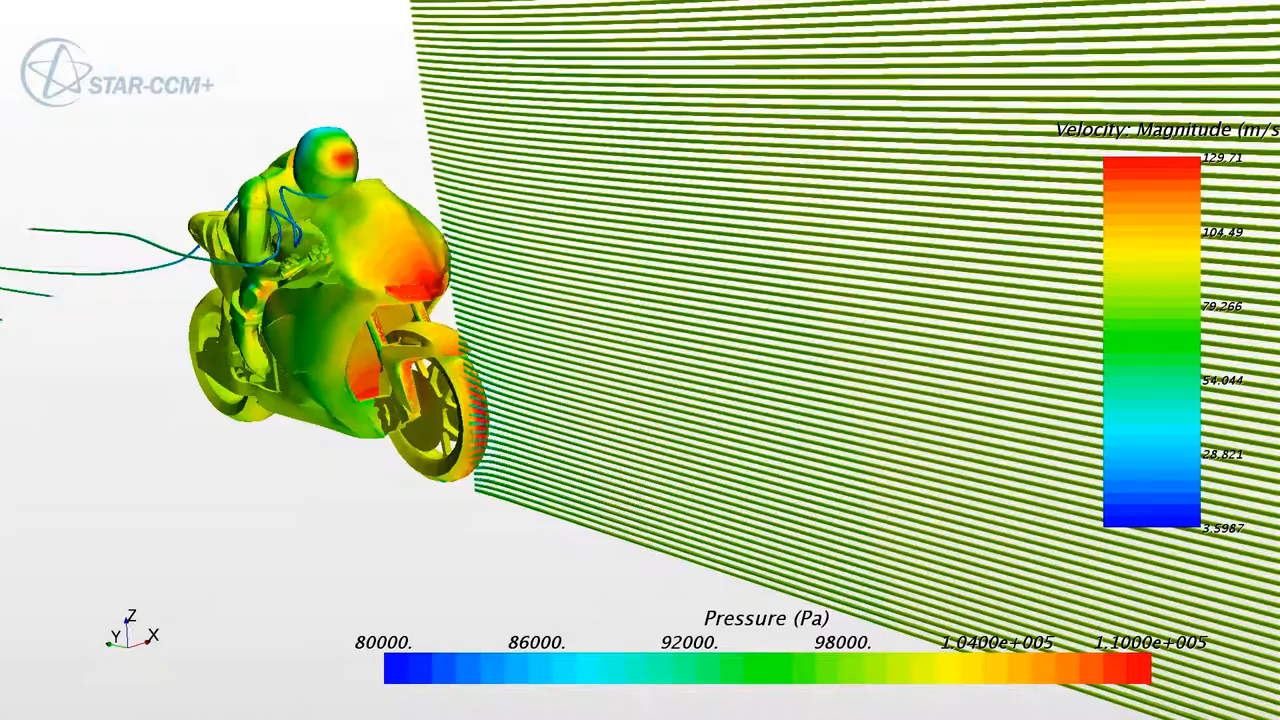 STAR-CCM+
Velocity: Magnitude (m/s
129.71
104.49
79.266
54.044
28.821
3.5987
Z
Y X
Pressure (Pa)
80000. 86000. 92000. 98000. 1.0400e+005 1.1000e+005